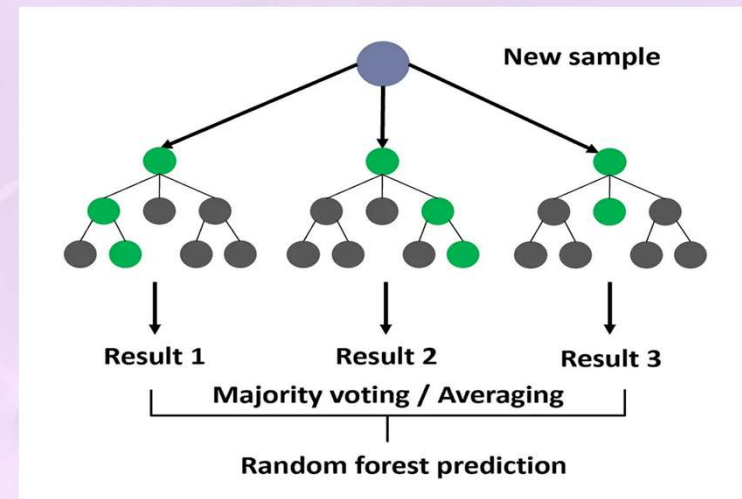 New sample
Result 1
Result 2
Result 3
Majority voting / Averaging
Random forest prediction